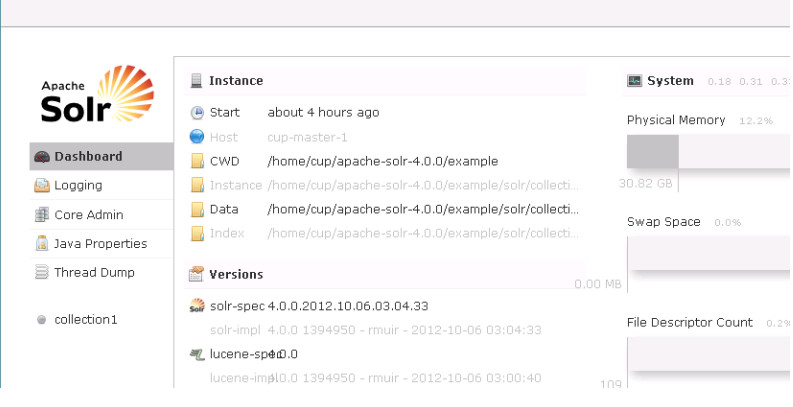 Apache
Solr
Dashboard
Logging
Core Admin
Java Properties
Thread Dump
collection1
Instance
Start about 4 hours ago
Host cup-master-1
CWD /home/cup/apache-solr-4.0.0/example
Instance /home/cup/apache-solr-4.0.0/example/solr/collecti...
Data /home/cup/apache-solr-4.0.0/example/solr/collecti...
Index /home/cup/apache-solr-4.0.0/example/solr/collecti...
Versions
solr-spec 4.0.0.2012.10.06.03.04.33
solr-impl 4.0.0 1394950 - rmuir - 2012-10-06 03:04:33
lucene-spec 4.0.0
lucene-impl 4.0.0 1394950 - rmuir - 2012-10-06 03:00:40
System 0.18 0.31
Physical Memory 12.2%
30.82 GB
Swap Space 0.0%
0.00 MB
File Descriptor Count 0.2%
109